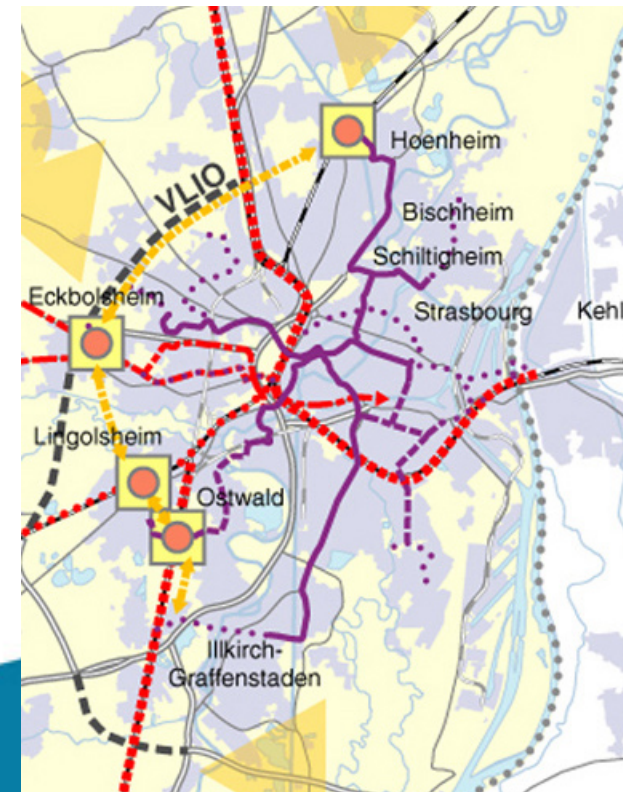 Hoenheim
VLIO
Bischheim
Schiltigheim
Eckbolsheim
Strasbourg
Kehl
Lingolsheim
Ostwald
Illkirch-
Graffenstaden